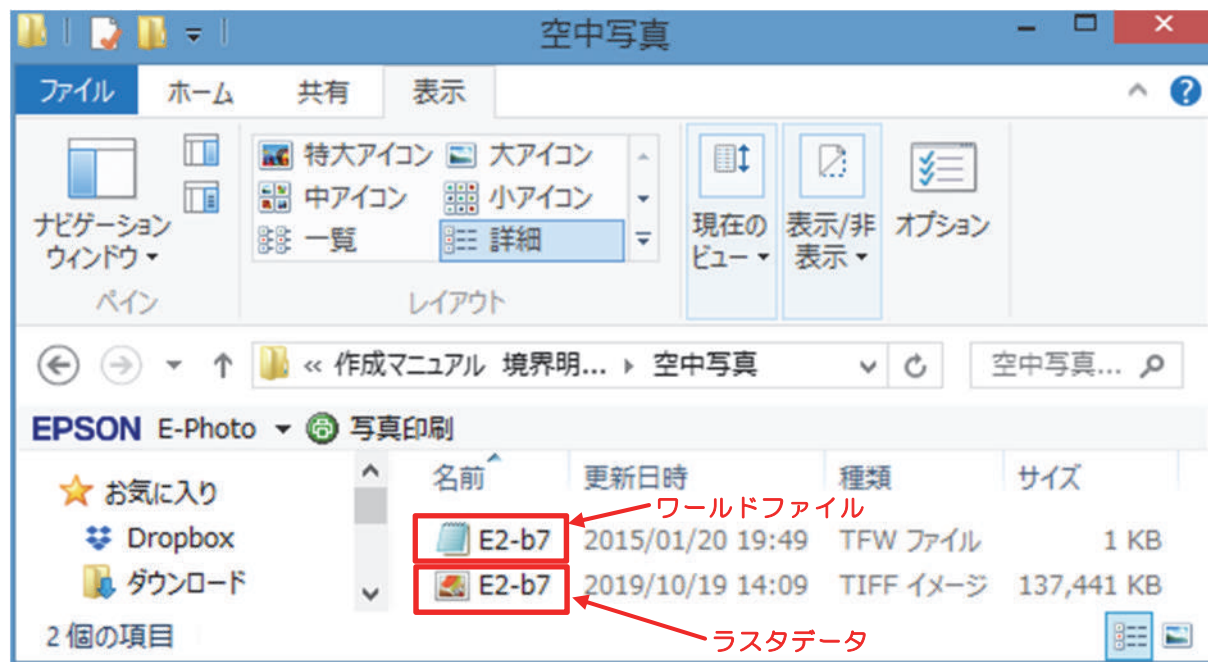 空中写真
ファイル ホーム 共有 表示
特大アイコン 大アイコン
中アイコン 小アイコン
一覧 詳細
ナビゲーション
ウィンドウ
現在の
ビュー
表示/非
表示
オプション
ペイン レイアウト
« 作成マニュアル 境界明... 空中写真 空中写真...
EPSON E-Photo 写真印刷
お気に入り
Dropbox
ダウンロード
名前 更新日時 種類 サイズ
ワールドファイル
E2-b7 2015/01/20 19:49 TFW ファイル 1 KB
E2-b7 2019/10/19 14:09 TIFF イメージ 137,441 KB
ラスタデータ
2 個の項目